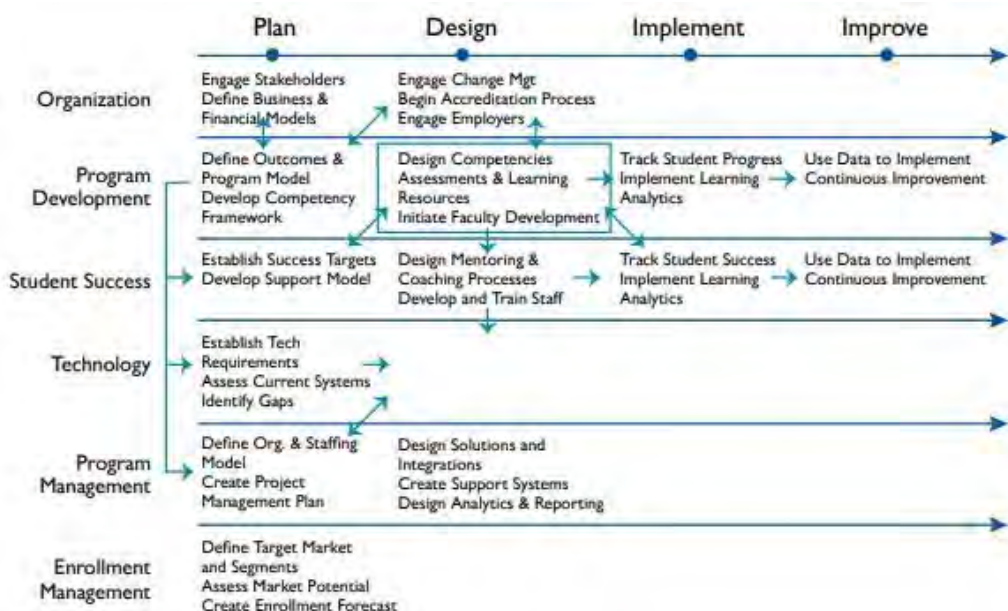 Plan Design Implement Improve
Organization
Engage Stakeholders
Define Business &
Financial Models
Engage Change Mgt
Begin Accreditation Process
Engage Employers
Program
Development
Define Outcomes &
Program Model
Develop Competency
Framework
Design Competencies
Assessments & Learning
Resources
Initiate Faculty Development
Track Student Progress
Implement Learning
Analytics
Use Data to Implement
Continuous Improvement
Student Success
Establish Success Targets
Develop Support Model
Design Mentoring &
Coaching Processes
Develop and Train Staff
Track Student Success
Implement Learning
Analytics
Use Data to Implement
Continuous Improvement
Technology
Establish Tech
Requirements
Assess Current Systems
Identify Gaps
Program
Management
Define Org. & Staffing
Model
Create Project
Management Plan
Design Solutions and
Integrations
Create Support Systems
Design Analytics & Reporting
Enrollment
Management
Define Target Market
and Segments
Assess Market Potential
Create Enrollment Forecast